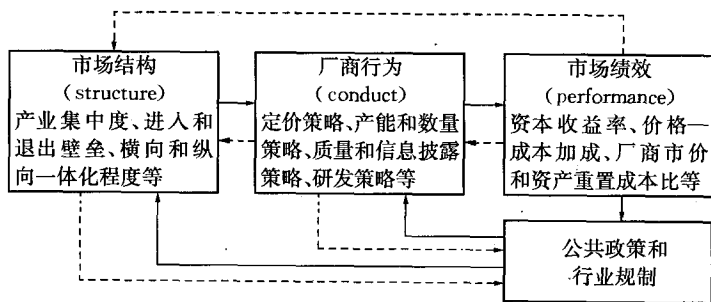 市场结构
（structure）
产业集中度、进入和
退出壁垒、横向和纵
向一体化程度等
厂商行为
（conduct）
定价策略、产能和数量
策略、质量和信息披露
策略、研发策略等
市场绩效
（performance）
资本收益率、价格—
成本加成、厂商市价
和资产重置成本比等
公共政策和
行业规制